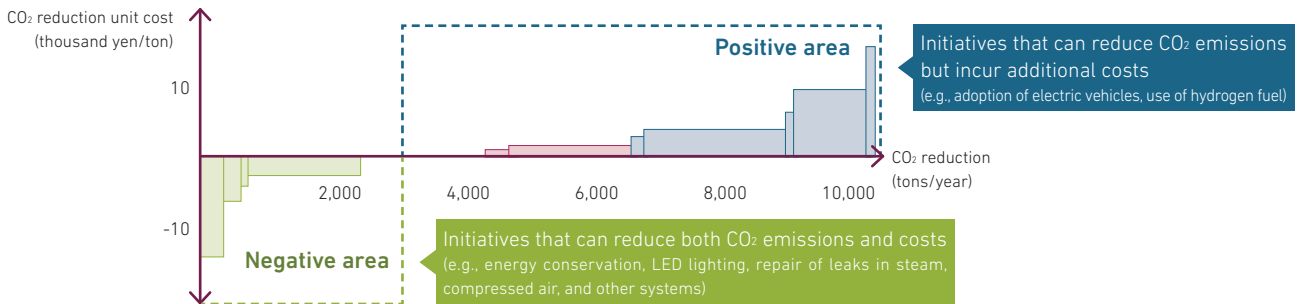 CO₂ reduction unit cost
(thousand yen/ton)
Positive area
Initiatives that can reduce CO₂ emissions
but incur additional costs
(e.g., adoption of electric vehicles, use of hydrogen fuel)
10
CO₂ reduction
(tons/year)
2,000
4,000
6,000
8,000
10,000
-10
Negative area
Initiatives that can reduce both CO₂ emissions and costs
(e.g., energy conservation, LED lighting, repair of leaks in steam,
compressed air, and other systems)